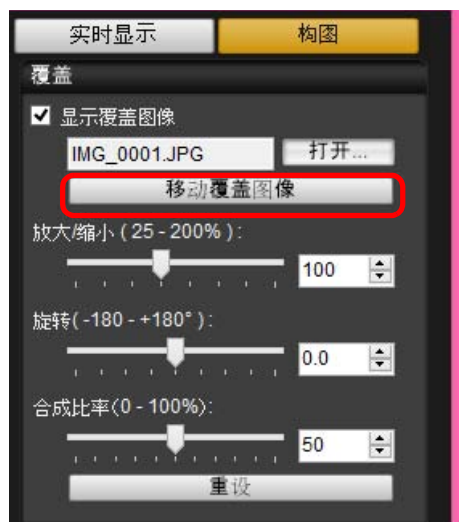 实时显示
构图
覆盖
显示覆盖图像
IMG_0001.JPG
打开...
移动覆盖图像
放大/缩小 ( 25 - 200% ) :
100
旋转( -180 - +180° ) :
0.0
合成比率(0 - 100%):
50
重设